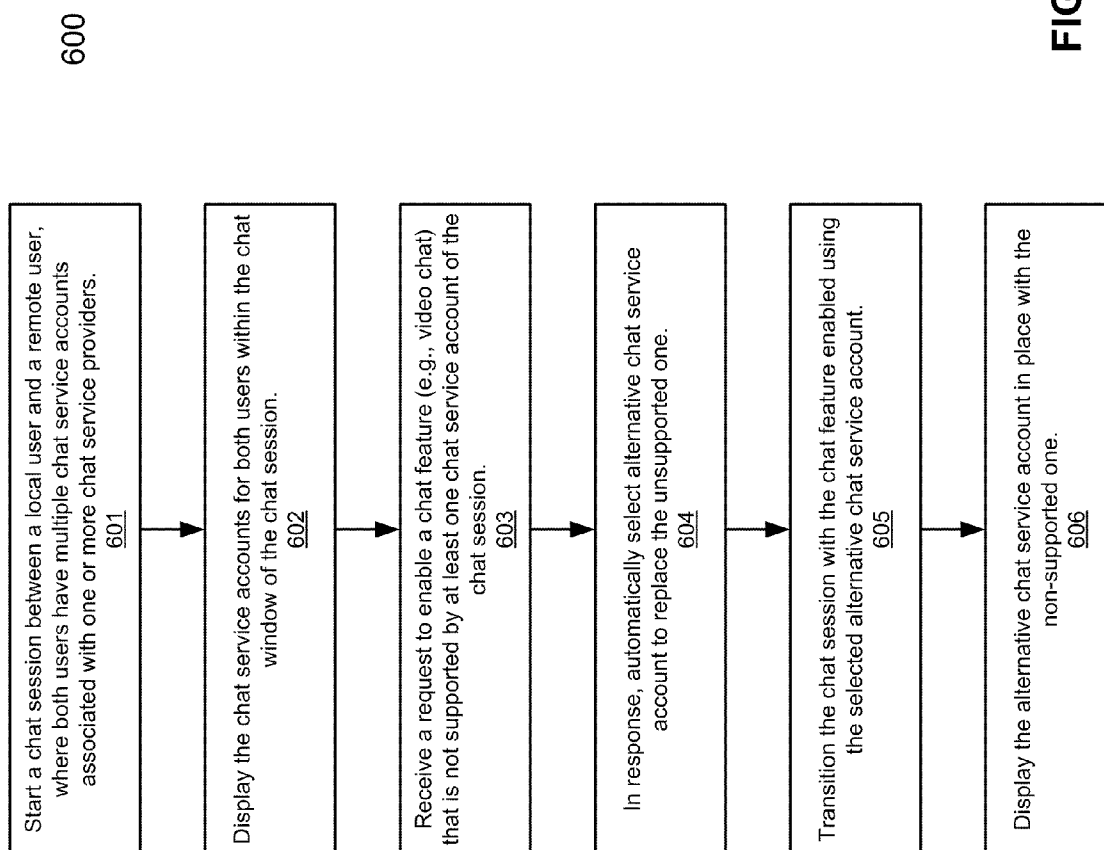 600
Start a chat session between a local user and a remote user,
where both users have multiple chat service accounts
associated with one or more chat service providers.
601
Display the chat service accounts for both users within the chat
window of the chat session.
602
Receive a request to enable a chat feature (e.g., video chat)
that is not supported by at least one chat service account of the
chat session.
603
In response, automatically select alternative chat service
account to replace the unsupported one.
604
Transition the chat session with the chat feature enabled using
the selected alternative chat service account.
605
Display the alternative chat service account in place with the
non-supported one.
606
FIG